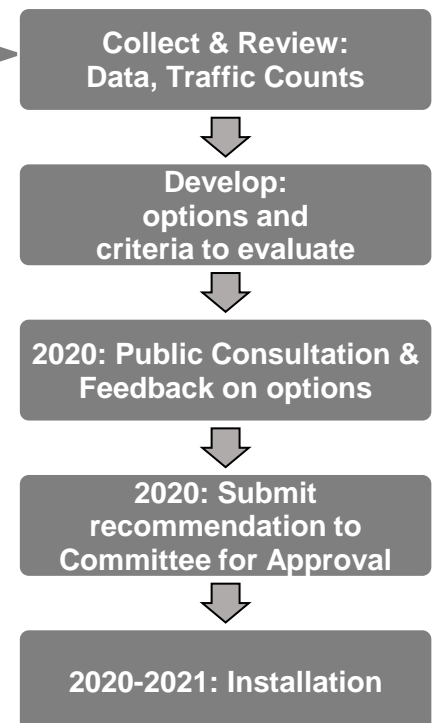 Collect & Review:
Data, Traffic Counts
Develop:
options and
criteria to evaluate
2020: Public Consultation &
Feedback on options
2020: Submit
recommendation to
Committee for Approval
2020-2021: Installation